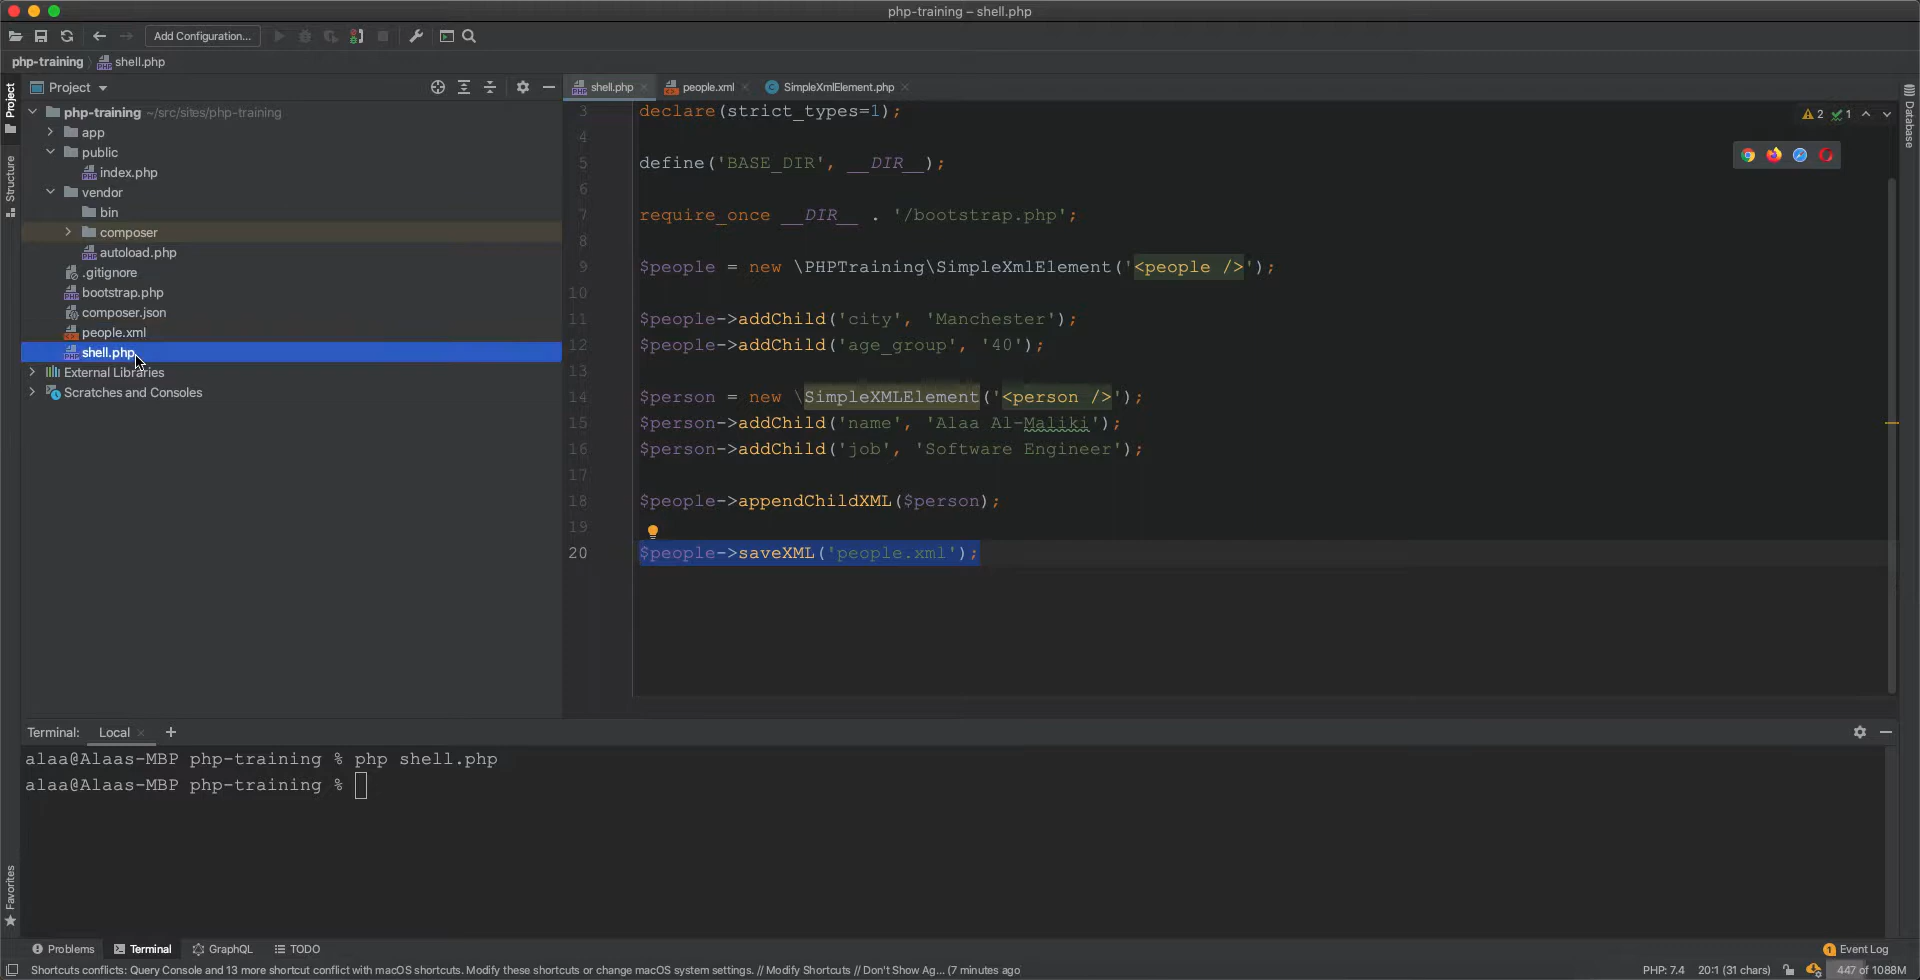 php-training – shell.php
Add Configuration...
php-training
shell.php
Project
Project
Structure
Favorites
php-training ~/src/sites/php-training
app
public
index.php
vendor
bin
composer
autoload.php
.gitignore
bootstrap.php
composer.json
people.xml
shell.php
External Libraries
Scratches and Consoles
shell.php
people.xml
SimpleXmlElement.php
2
1
Database
3 declare(strict_types=1);
4
5 define('BASE_DIR', __DIR__);
6
7 require_once __DIR__ . '/bootstrap.php';
8
9 $people = new \PHPTraining\SimpleXmlElement('<people />');
10
11 $people->addChild('city', 'Manchester');
12 $people->addChild('age_group', '40');
13
14 $person = new \SimpleXMLElement('<person />');
15 $person->addChild('name', 'Alaa Al-Maliki');
16 $person->addChild('job', 'Software Engineer');
17
18 $people->appendChildXML($person);
19
20 $people->saveXML('people.xml');
Terminal: Local
alaa@Alaas-MBP php-training % php shell.php
alaa@Alaas-MBP php-training %
Problems
Terminal
GraphQL
TODO
1 Event Log
Shortcuts conflicts: Query Console and 13 more shortcut conflict with macOS shortcuts. Modify these shortcuts or change macOS system settings. // Modify Shortcuts // Don't Show Ag... (7 minutes ago
PHP: 7.4
20:1 (31 chars)
447 of 1088M